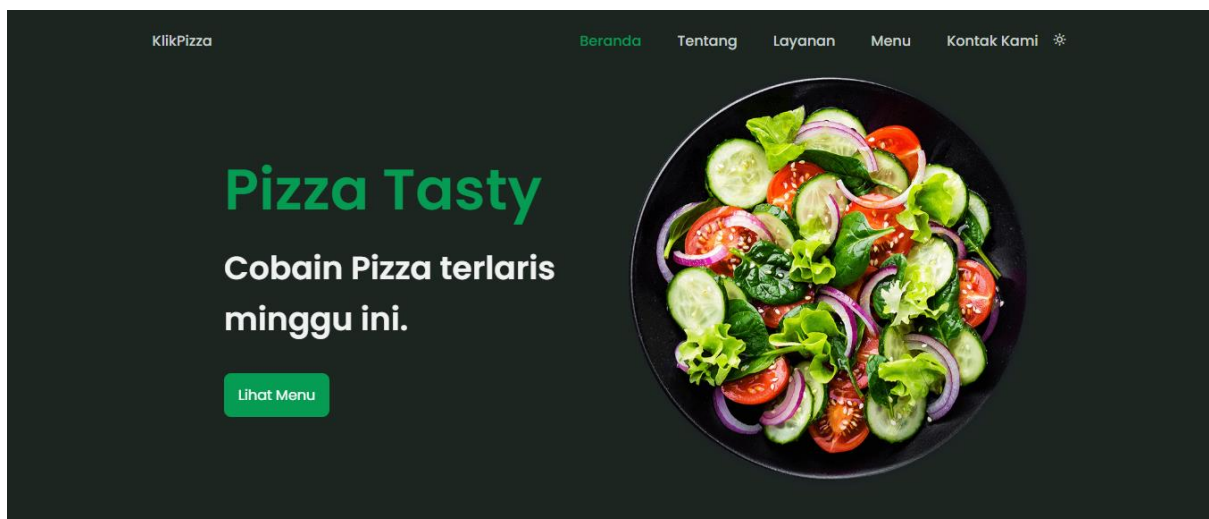 KlikPizza
Beranda Tentang Layanan Menu Kontak Kami
Pizza Tasty
Cobain Pizza terlaris
minggu ini.
Lihat Menu